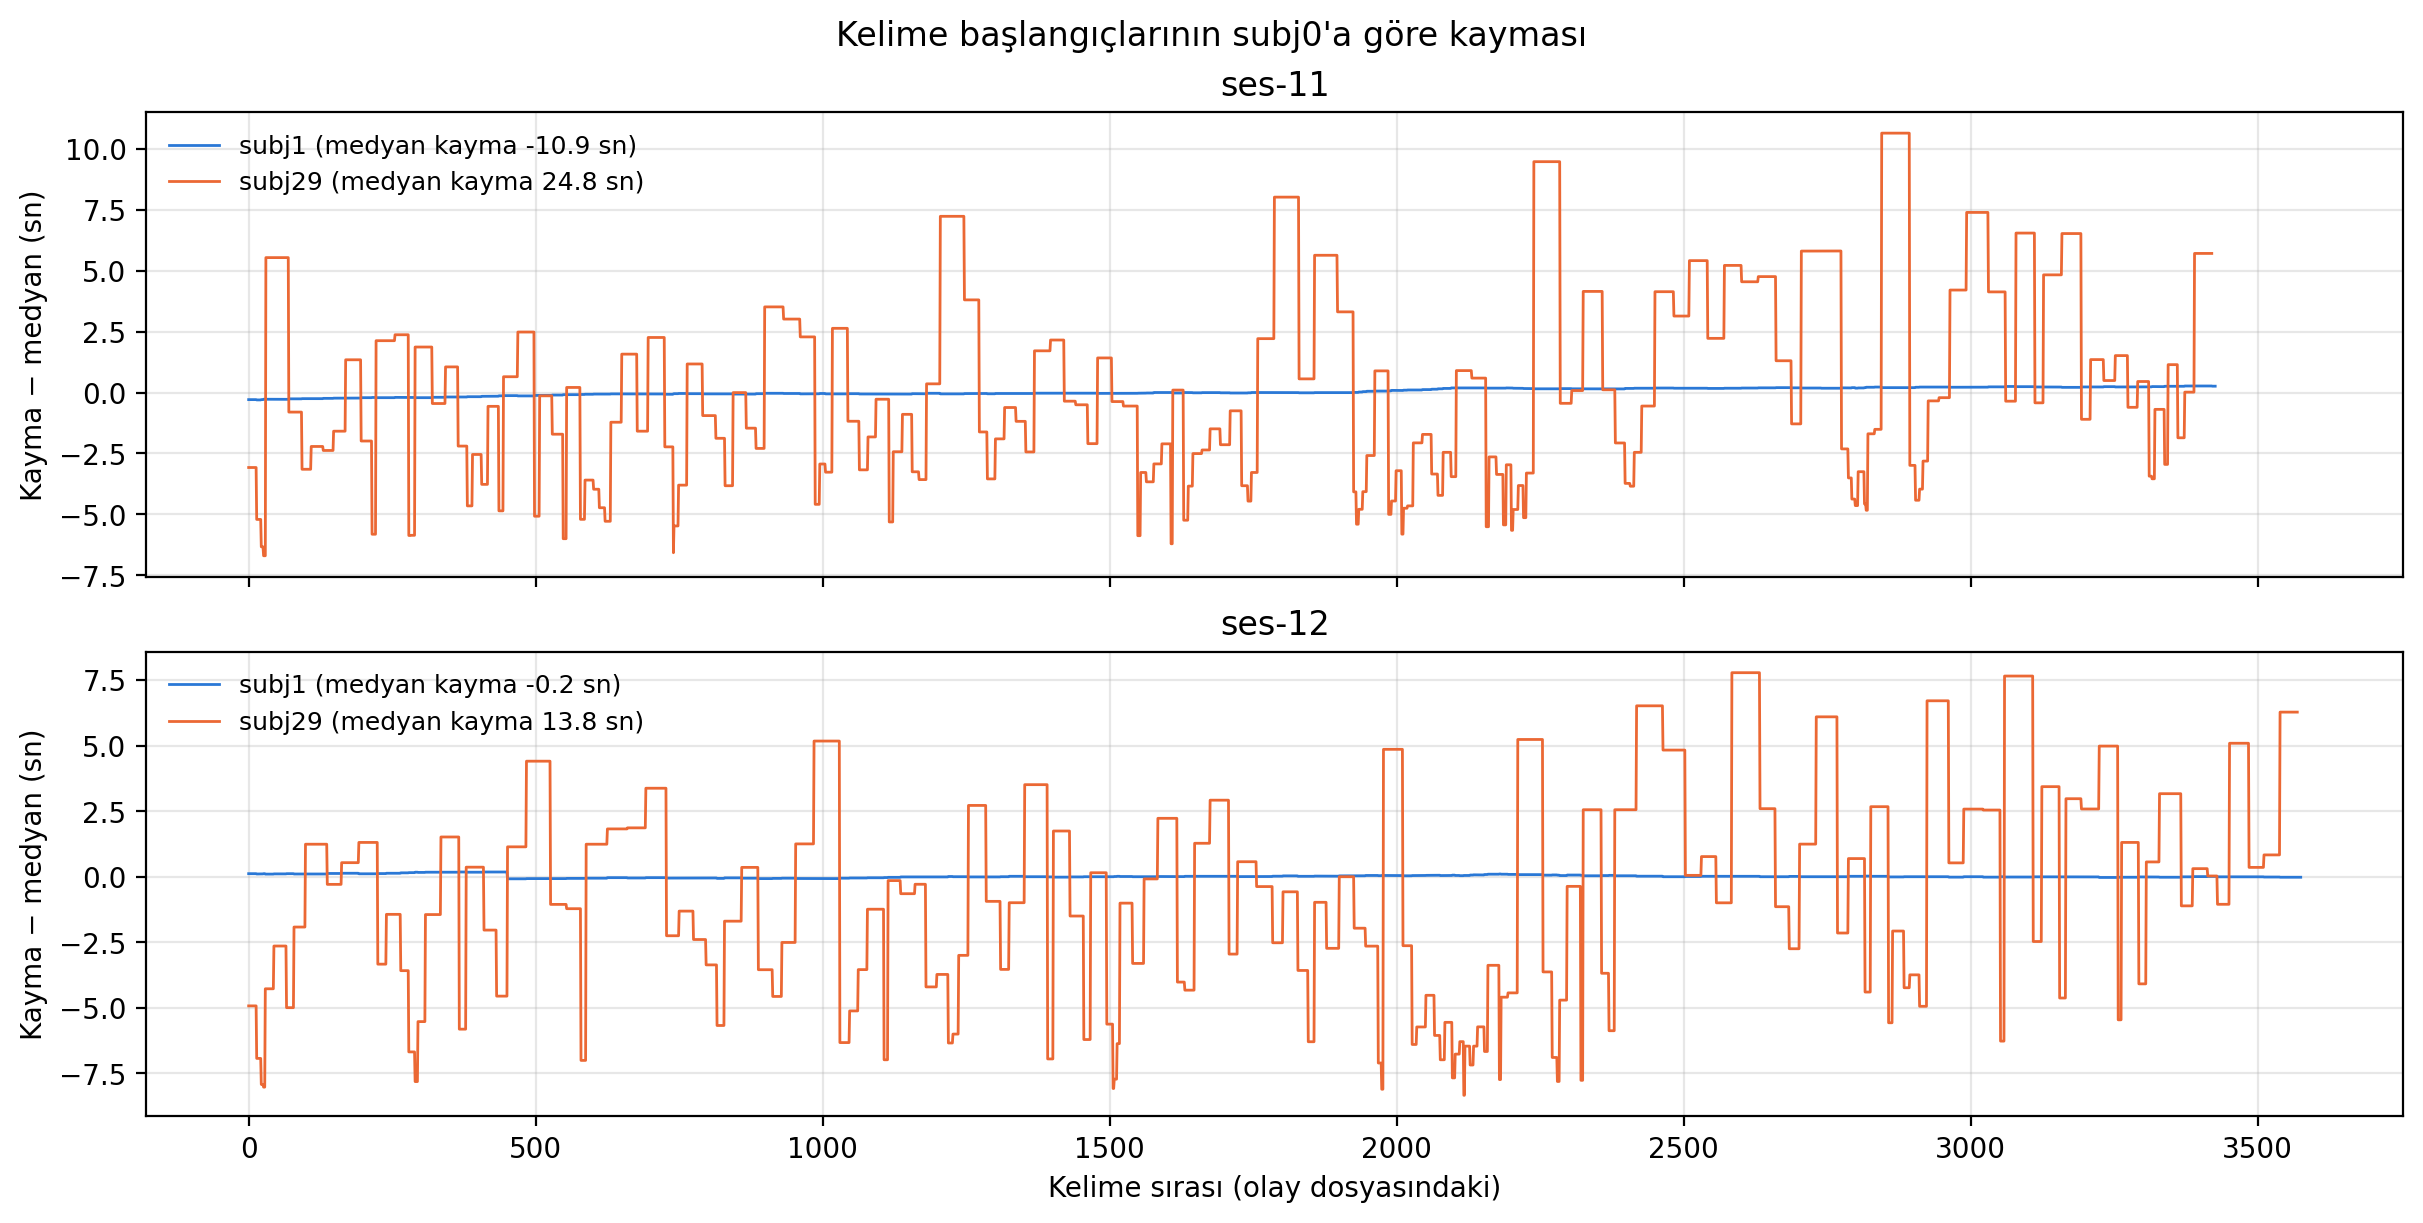 Kelime başlangıçlarının subj0'a göre kayması
ses-11
subj1 (medyan kayma -10.9 sn)
subj29 (medyan kayma 24.8 sn)
Kayma − medyan (sn)
10.0
7.5
5.0
2.5
0.0
−2.5
−5.0
−7.5
ses-12
subj1 (medyan kayma -0.2 sn)
subj29 (medyan kayma 13.8 sn)
Kayma − medyan (sn)
7.5
5.0
2.5
0.0
−2.5
−5.0
−7.5
0 500 1000 1500 2000 2500 3000 3500
Kelime sırası (olay dosyasındaki)